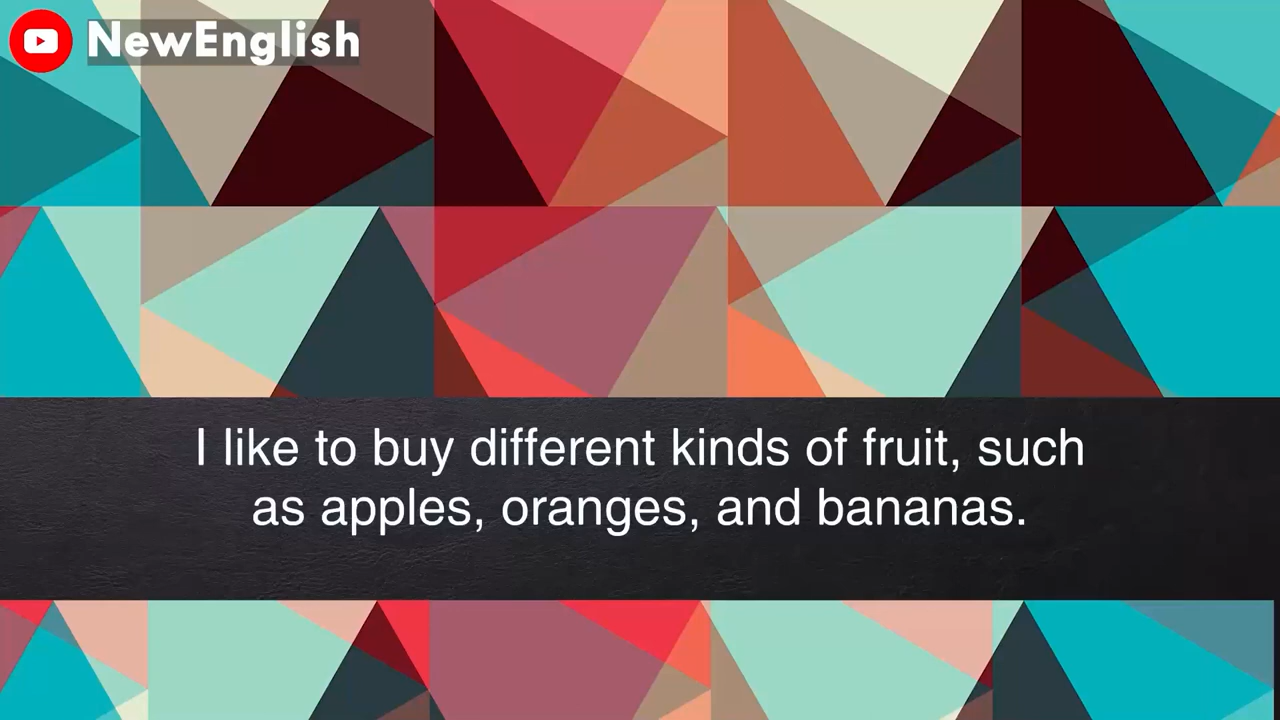 NewEnglish
I like to buy different kinds of fruit, such
as apples, oranges, and bananas.